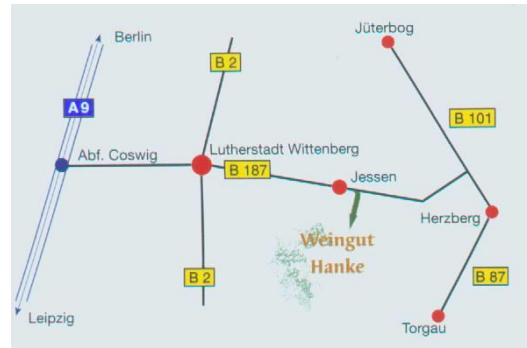 Jüterbog
Berlin
B 2
A9
B 101
Lutherstadt Wittenberg
Abf. Coswig
B 187
Jessen
Herzberg
Weingut
Hanke
B 2
B 87
Leipzig
Torgau